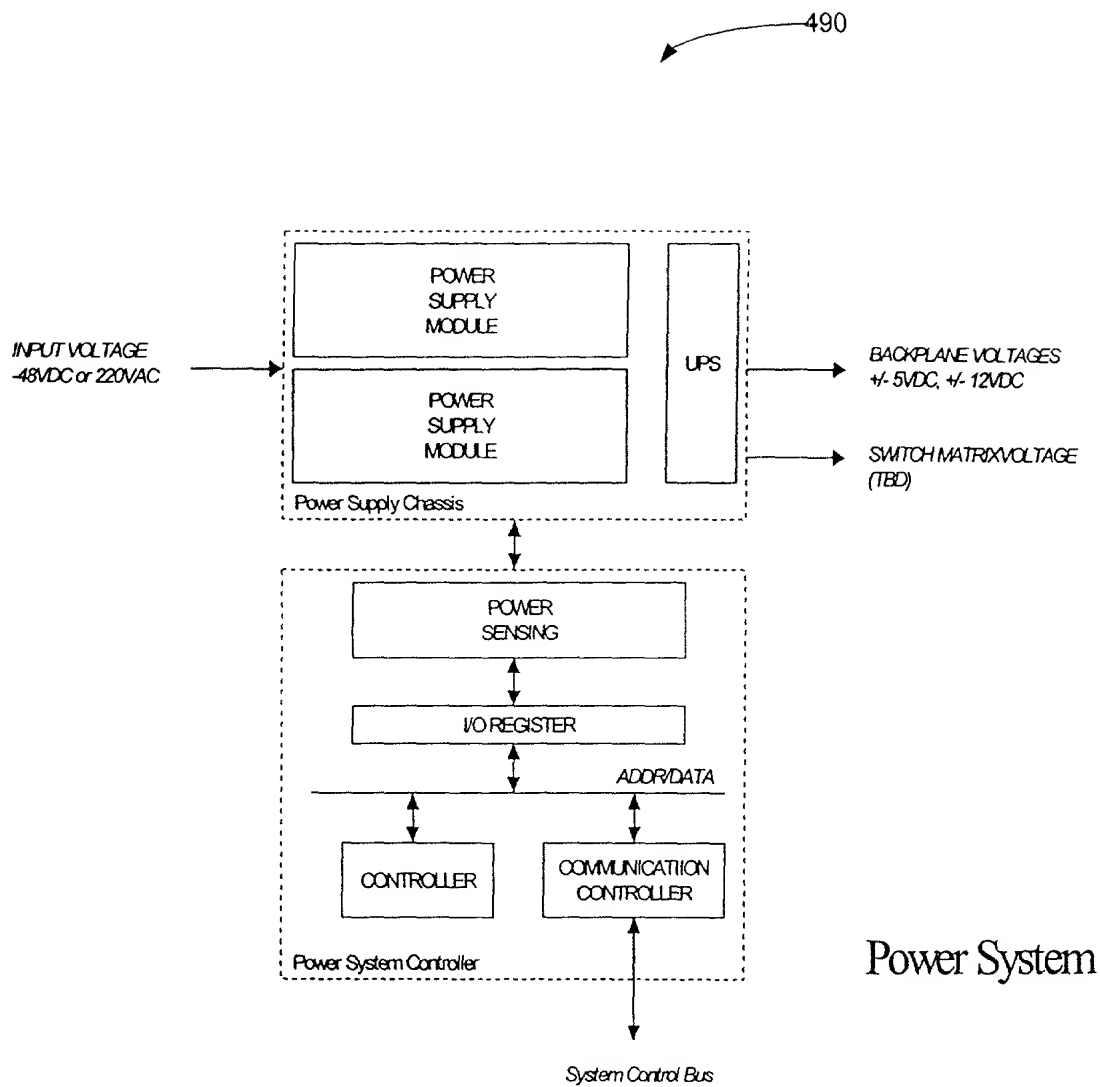 490
POWER
SUPPLY
MODULE
POWER
SUPPLY
MODULE
UPS
INPUT VOLTAGE
-48VDC or 220VAC
BACKPLANE VOLTAGES
+/- 5VDC, +/- 12VDC
SWITCH MATRIX VOLTAGE
(TBD)
Power Supply Chassis
POWER
SENSING
I/O REGISTER
ADDR/DATA
CONTROLLER
COMMUNICATIION
CONTROLLER
Power System Controller
Power System
System Control Bus